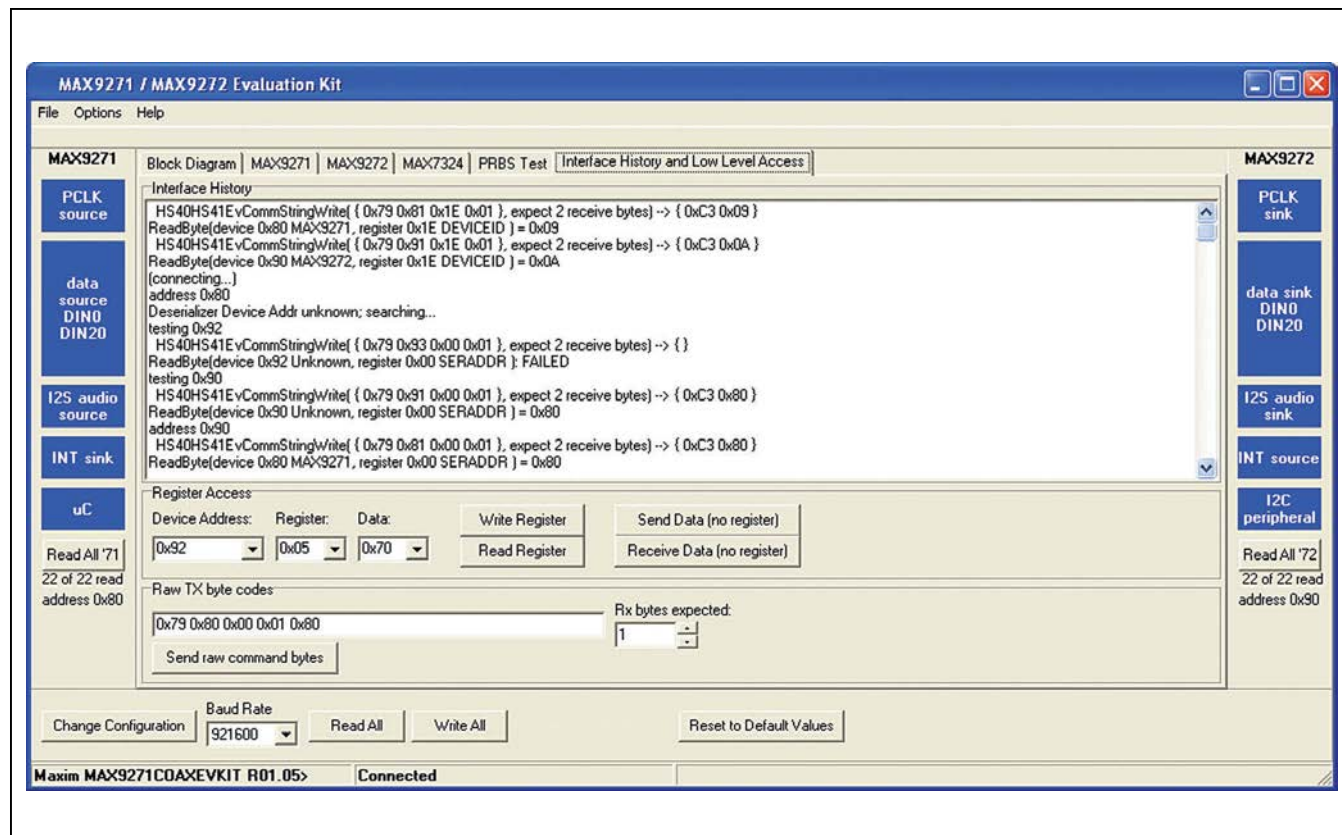 MAX9271 / MAX9272 Evaluation Kit
File Options Help
MAX9271
PCLK
source
data
source
DIN0
DIN20
I2S audio
source
INT sink
uC
Read All '71
22 of 22 read
address 0x80
Block Diagram MAX9271 MAX9272 MAX7324 PRBS Test Interface History and Low Level Access
Interface History
HS40HS41EvCommStringWrite( { 0x79 0x81 0x1E 0x01 }, expect 2 receive bytes) --> { 0xC3 0x09 }
ReadByte(device 0x80 MAX9271, register 0x1E DEVICEID ) = 0x09
HS40HS41EvCommStringWrite( { 0x79 0x91 0x1E 0x01 }, expect 2 receive bytes) --> { 0xC3 0x0A }
ReadByte(device 0x90 MAX9272, register 0x1E DEVICEID ) = 0x0A
(connecting...)
address 0x80
Deserializer Device Addr unknown; searching...
testing 0x92
HS40HS41EvCommStringWrite( { 0x79 0x93 0x00 0x01 }, expect 2 receive bytes) --> { }
ReadByte(device 0x92 Unknown, register 0x00 SERADDR ): FAILED
testing 0x90
HS40HS41EvCommStringWrite( { 0x79 0x91 0x00 0x01 }, expect 2 receive bytes) --> { 0xC3 0x80 }
ReadByte(device 0x90 Unknown, register 0x00 SERADDR ) = 0x80
address 0x90
HS40HS41EvCommStringWrite( { 0x79 0x81 0x00 0x01 }, expect 2 receive bytes) --> { 0xC3 0x80 }
ReadByte(device 0x80 MAX9271, register 0x00 SERADDR ) = 0x80
Register Access
Device Address: Register: Data:
0x92 0x05 0x70
Write Register Send Data (no register)
Read Register Receive Data (no register)
Raw TX byte codes
0x79 0x80 0x00 0x01 0x80
Rx bytes expected:
1
Send raw command bytes
MAX9272
PCLK
sink
data sink
DIN0
DIN20
I2S audio
sink
INT source
I2C
peripheral
Read All '72
22 of 22 read
address 0x90
Change Configuration
Baud Rate
921600
Read All Write All Reset to Default Values
Maxim MAX9271COAXEVKIT R01.05> Connected